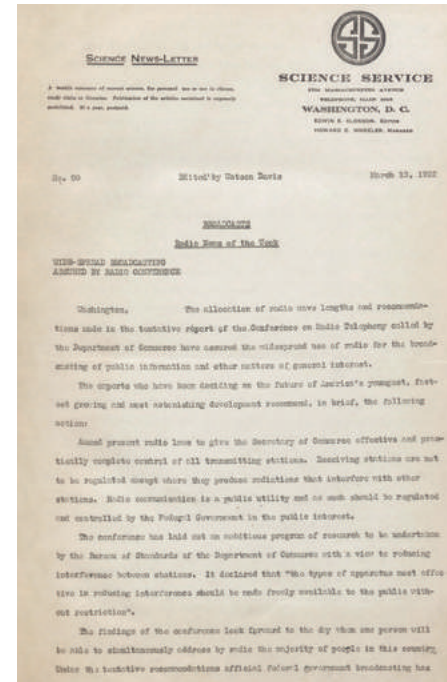 SCIENCE NEWS-LETTER
SCIENCE SERVICE
WASHINGTON, D. C.
EDWIN E. SLOSSON, Editor
HOWARD E. WHEELER, Manager
Edited by Watson Davis
March 13, 1922
BROADCASTS
Radio News of the Week
WIDE-SPREAD BROADCASTING
ASSURED BY RADIO CONFERENCE
Washington, The allocation of radio wave lengths and recommenda-
tions made in the tentative report of the Conference on Radio Telephony called by
the Department of Commerce have assured the widespread use of radio for the broad-
casting of public information and other matters of general interest.
The experts who have been deciding on the future of America's youngest, fast-
est growing and most astonishing development recommend, in brief, the following
action:
Amend present radio laws to give the Secretary of Commerce effective and prac-
tically complete control of all transmitting stations. Receiving stations are not
to be regulated except where they produce radiations that interfere with other
stations. Radio communication is a public utility and as such should be regulated
and controlled by the Federal Government in the public interest.
The conference has laid out an ambitious program of research to be undertaken
by the Bureau of Standards of the Department of Commerce with a view to reducing
interference between stations. It declared that "the types of apparatus most effec
tive in reducing interference should be made freely available to the public with-
out restriction".
The findings of the conference look forward to the day when one person will
be able to simultaneously address by radio the majority of people in this country
Under the tentative recommendations official federal government broadcasting has